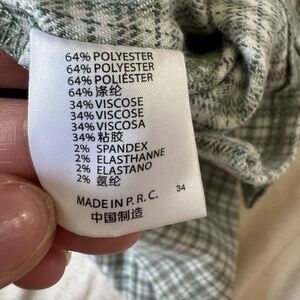 64% POLYESTER
64% POLYESTER
64% POLIÉSTER
64% 涤纶
34% VISCOSE
34% VISCOSE
34% VISCOSA
34% 粘胶
2% SPANDEX
2% ELASTHANNE
2% ELASTANO
2% 氨纶
MADE IN P.R.C. 34
中国制造